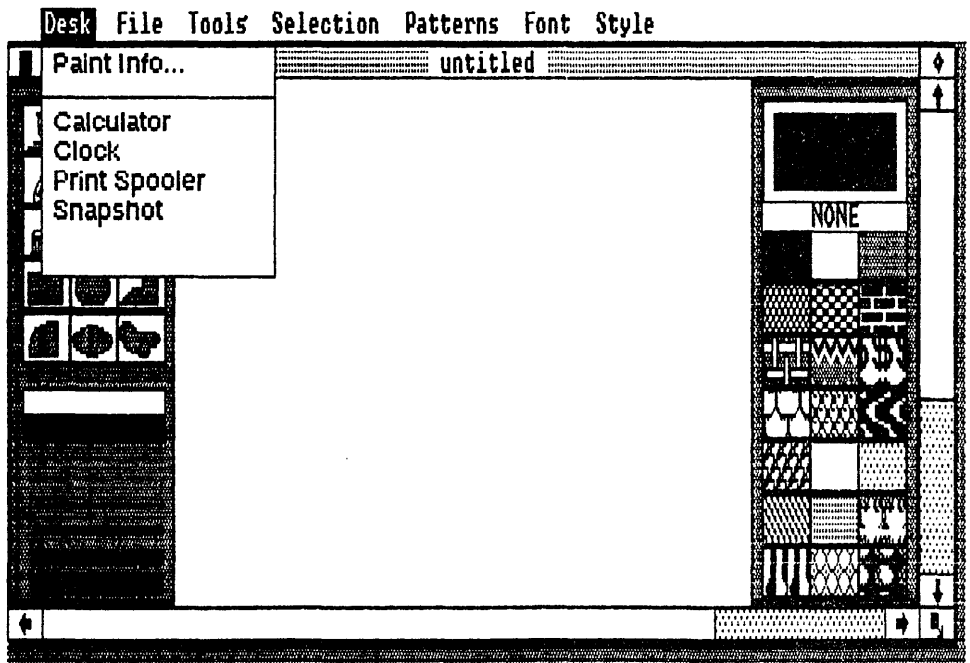 Desk File Tools Selection Patterns Font Style
untitled
Paint Info...
Calculator
Clock
Print Spooler
Snapshot
NONE